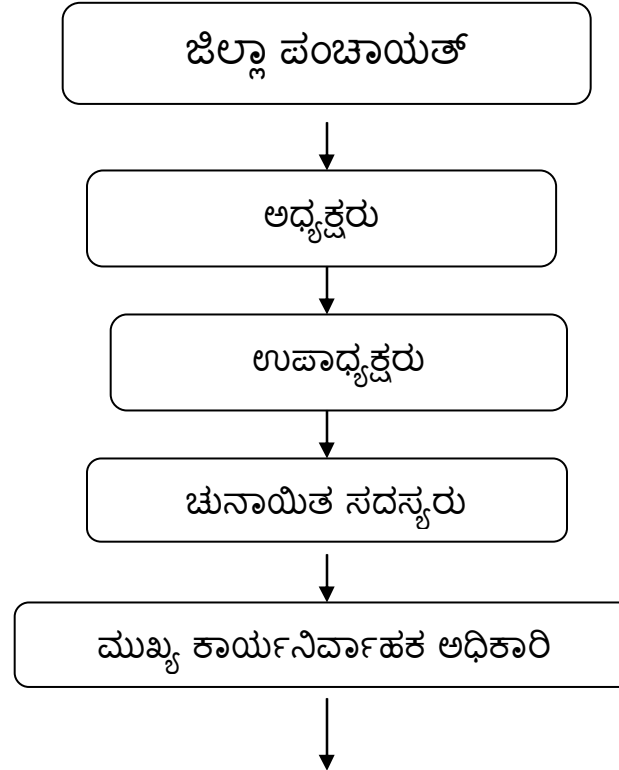 ಜಿಲ್ಲಾ ಪಂಚಾಯತ್
ಅಧ್ಯಕ್ಷರು
ಉಪಾಧ್ಯಕ್ಷರು
ಚುನಾಯಿತ ಸದಸ್ಯರು
ಮುಖ್ಯ ಕಾರ್ಯನಿರ್ವಾಹಕ ಅಧಿಕಾರಿ